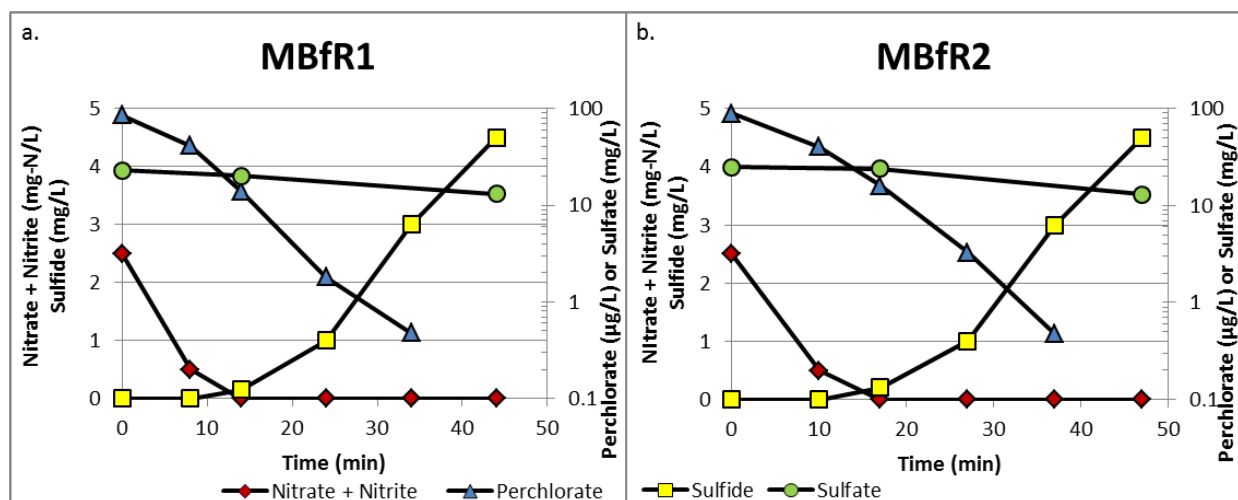 a.
MBfR1
Nitrate + Nitrite (mg-N/L)
Sulfide (mg/L)
5
4
3
2
1
0
100
10
1
0.1
Perchlorate (µg/L) or Sulfate (mg/L)
0 10 20 30 40 50
Time (min)
b.
MBfR2
NItrate + Nitrite (mg-N/L)
Sulfide (mg/L)
5
4
3
2
1
0
100
10
1
0.1
Perchlorate (µg/L) or Sulfate (mg/L)
0 10 20 30 40 50
Time (min)
Nitrate + Nitrite Perchlorate Sulfide Sulfate